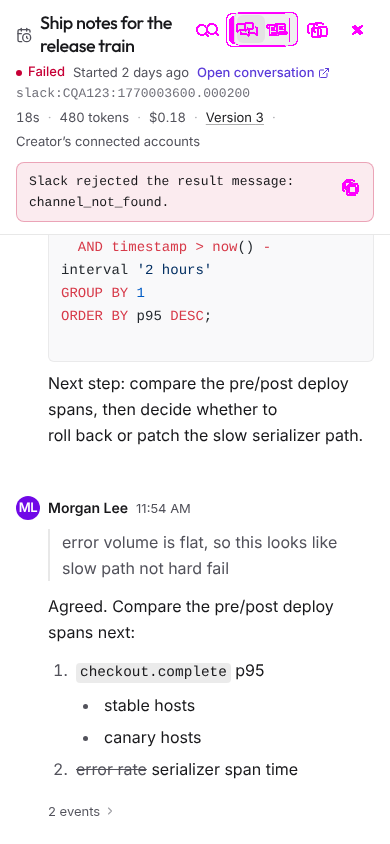 Ship notes for the
release train
Failed Started 2 days ago Open conversation
slack:CQA123:1770003600.000200
18s · 480 tokens · $0.18 · Version 3 ·
Creator’s connected accounts
Slack rejected the result message:
channel_not_found.
AND timestamp > now() -
interval '2 hours'
GROUP BY 1
ORDER BY p95 DESC;
Next step: compare the pre/post deploy
spans, then decide whether to
roll back or patch the slow serializer path.
ML Morgan Lee 11:54 AM
error volume is flat, so this looks like
slow path not hard fail
Agreed. Compare the pre/post deploy
spans next:
1. checkout.complete p95
• stable hosts
• canary hosts
2. error rate serializer span time
2 events